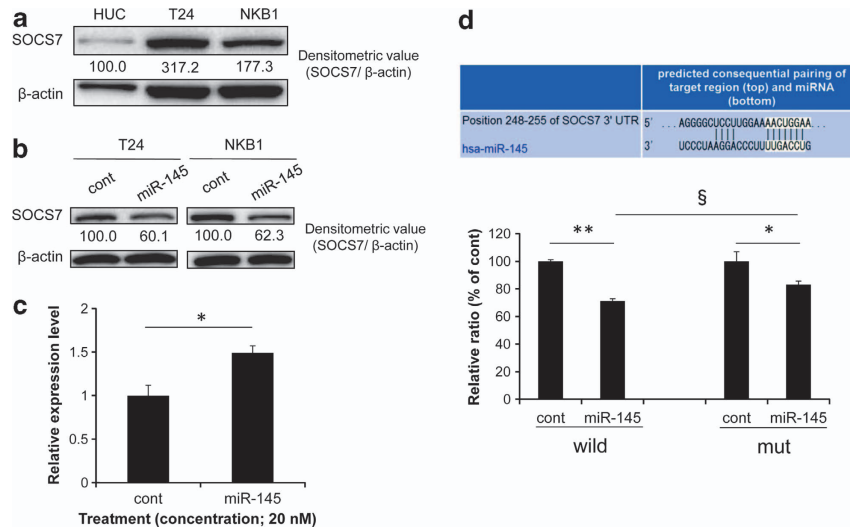 a
HUC T24 NKB1
SOCS7
100.0 317.2 177.3
β-actin
Densitometric value
(SOCS7/ β-actin)
b
T24 NKB1
cont miR-145 cont miR-145
SOCS7
100.0 60.1 100.0 62.3
β-actin
Densitometric value
(SOCS7/ β-actin)
c
Relative expression level
2
1.5
1
0.5
0
*
cont miR-145
Treatment (concentration; 20 nM)
d
predicted consequential pairing of
target region (top) and miRNA
(bottom)
Position 248-255 of SOCS7 3' UTR
5' ...AGGGGCUCCUUGGAAAACUGGAA...
hsa-miR-145
3' UCCCUAAGGACCCUUUUGACCUG
Relative ratio (% of cont)
120
100
80
60
40
20
0
§
** *
cont miR-145 cont miR-145
wild mut